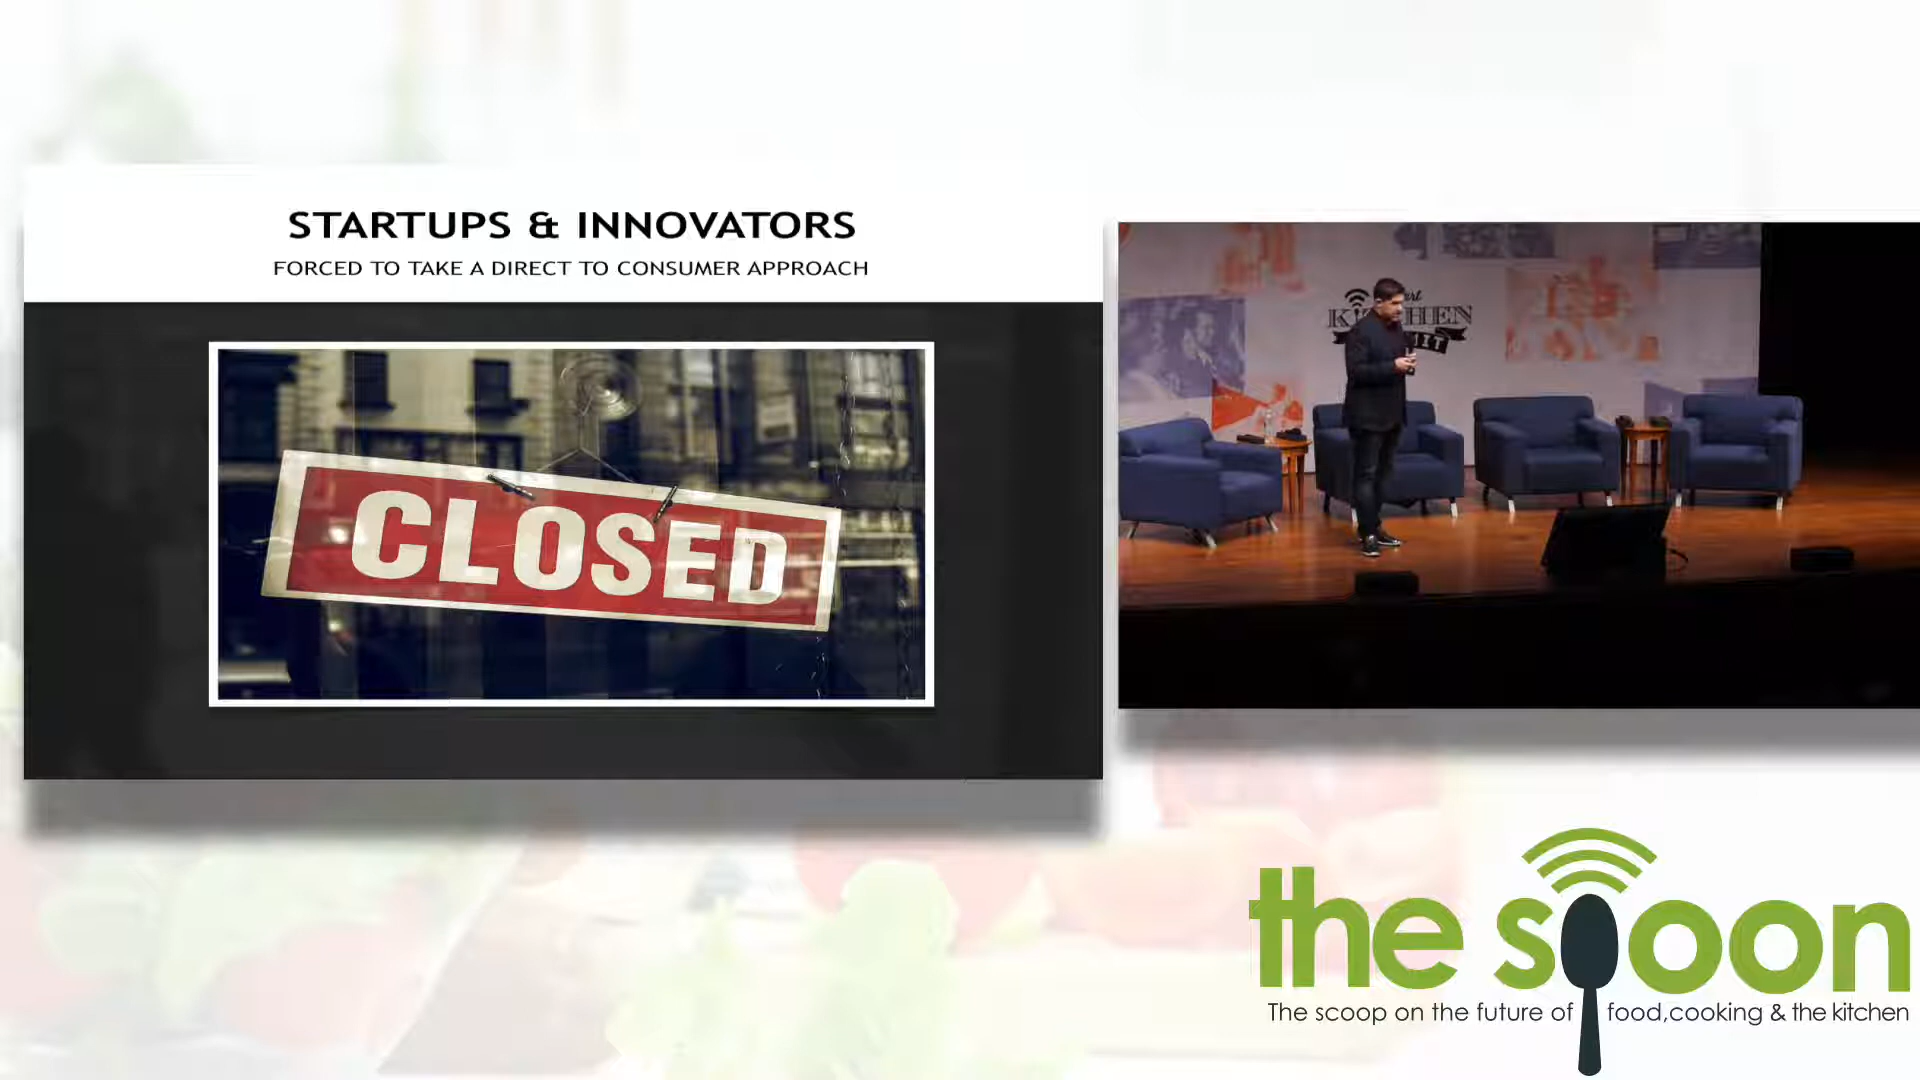 STARTUPS & INNOVATORS
FORCED TO TAKE A DIRECT TO CONSUMER APPROACH
CLOSED
the spoon
The scoop on the future of food,cooking & the kitchen